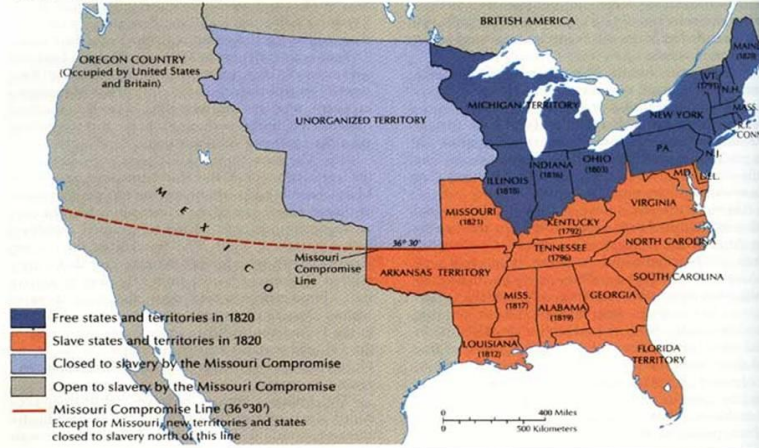 BRITISH AMERICA
OREGON COUNTRY
(Occupied by United States
and Britain)
UNORGANIZED TERRITORY
MICHIGAN TERRITORY
MAINE
(1820)
VT.
(1791)
N.H.
MASS.
NEW YORK
R.I.
CONN
PA.
N.J.
OHIO
(1803)
INDIANA
(1816)
ILLINOIS
(1818)
MD.
DEL.
VIRGINIA
MISSOURI
(1821)
KENTUCKY
(1792)
NORTH CAROLINA
TENNESSEE
(1796)
MEXICO
36° 30'
Missouri
Compromise
Line
ARKANSAS TERRITORY
SOUTH CAROLINA
MISS.
(1817)
ALABAMA
(1819)
GEORGIA
LOUISIANA
(1812)
FLORIDA
TERRITORY
Free states and territories in 1820
Slave states and territories in 1820
Closed to slavery by the Missouri Compromise
Open to slavery by the Missouri Compromise
Missouri Compromise Line (36°30')
Except for Missouri, new territories and states
closed to slavery north of this line
0 400 Miles
0 500 Kilometers